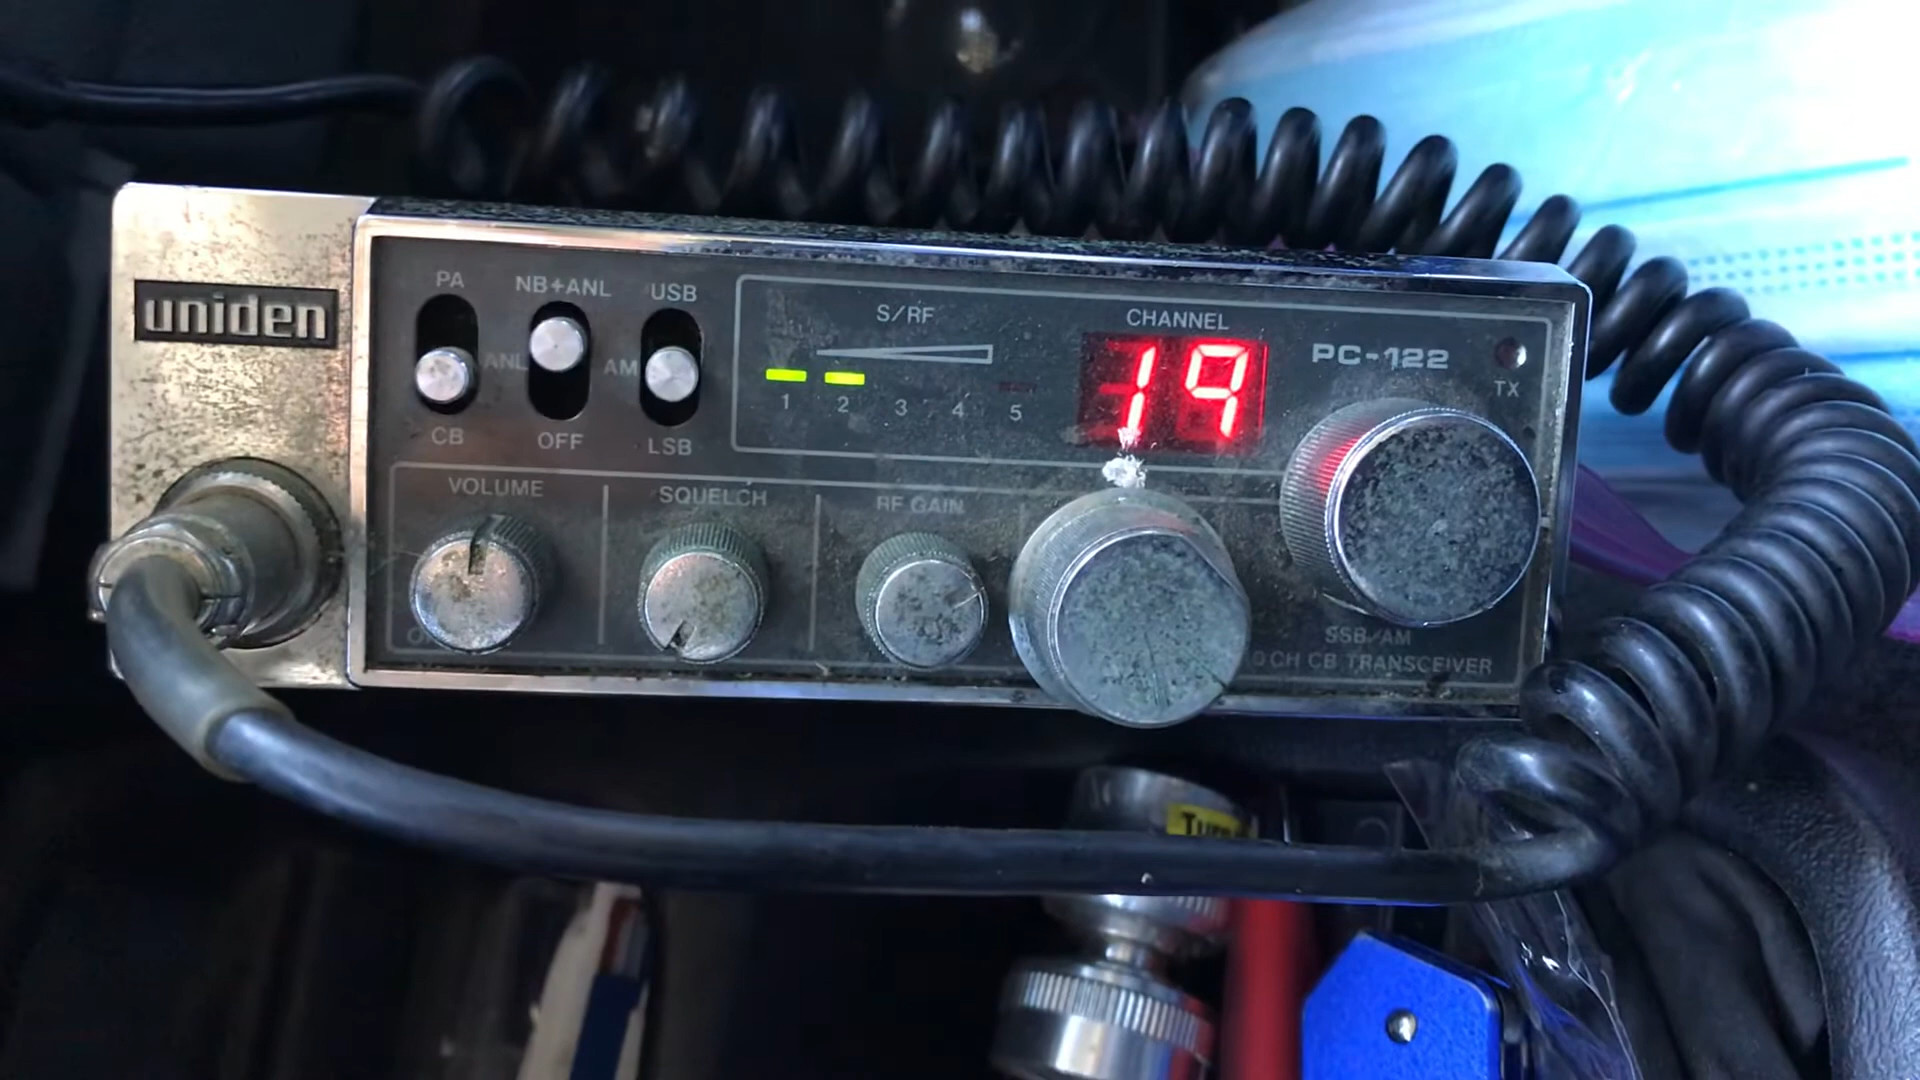 uniden
PA NB+ANL USB
ANL AM
CB OFF LSB
S/RF
1 2 3 4 5
CHANNEL
19
PC-122
TX
VOLUME SQUELCH RF GAIN
SSB/AM
CH CB TRANSCEIVER